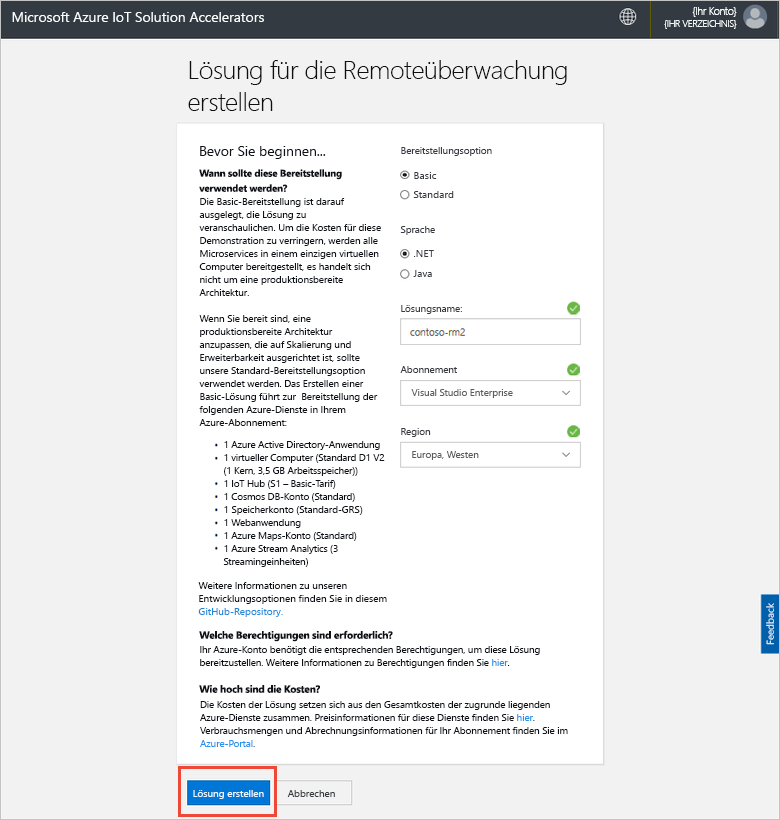 Microsoft Azure IoT Solution Accelerators
{Ihr Konto}
{IHR VERZEICHNIS}
Lösung für die Remoteüberwachung
erstellen
Bevor Sie beginnen...
Wann sollte diese Bereitstellung
verwendet werden?
Die Basic-Bereitstellung ist darauf
ausgelegt, die Lösung zu
veranschaulichen. Um die Kosten für diese
Demonstration zu verringern, werden alle
Microservices in einem einzigen virtuellen
Computer bereitgestellt, es handelt sich
nicht um eine produktionsbereite
Architektur.
Wenn Sie bereit sind, eine
produktionsbereite Architektur
anzupassen, die auf Skalierung und
Erweiterbarkeit ausgerichtet ist, sollte
unsere Standard-Bereitstellungsoption
verwendet werden. Das Erstellen einer
Basic-Lösung führt zur Bereitstellung der
folgenden Azure-Dienste in Ihrem
Azure-Abonnement:
• 1 Azure Active Directory-Anwendung
• 1 virtueller Computer (Standard D1 V2
(1 Kern, 3,5 GB Arbeitsspeicher))
• 1 IoT Hub (S1 – Basic-Tarif)
• 1 Cosmos DB-Konto (Standard)
• 1 Speicherkonto (Standard-GRS)
• 1 Webanwendung
• 1 Azure Maps-Konto (Standard)
• 1 Azure Stream Analytics (3
Streamingeinheiten)
Weitere Informationen zu unseren
Entwicklungsoptionen finden Sie in diesem
GitHub-Repository.
Bereitstellungsoption
Basic
Standard
Sprache
.NET
Java
Lösungsname:
contoso-rm2
Abonnement
Visual Studio Enterprise
Region
Europa, Westen
Welche Berechtigungen sind erforderlich?
Ihr Azure-Konto benötigt die entsprechenden Berechtigungen, um diese Lösung
bereitzustellen. Weitere Informationen zu Berechtigungen finden Sie hier.
Wie hoch sind die Kosten?
Die Kosten der Lösung setzen sich aus den Gesamtkosten der zugrunde liegenden
Azure-Dienste zusammen. Preisinformationen für diese Dienste finden Sie hier.
Verbrauchsmengen und Abrechnungsinformationen für Ihr Abonnement finden Sie im
Azure-Portal.
Feedback
Lösung erstellen
Abbrechen